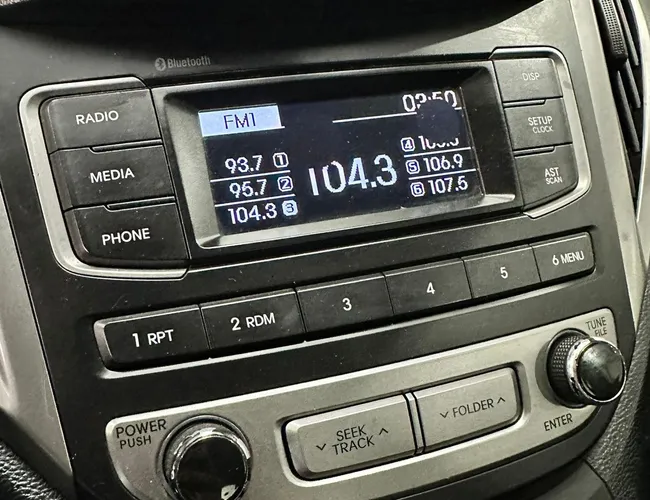 Bluetooth
RADIO
MEDIA
PHONE
FM1
93.7 1
95.7 2
104.3 3
104.3
4
5 106.9
6 107.5
DISP
SETUP
CLOCK
AST
SCAN
1 RPT
2 RDM
3
4
5
6 MENU
POWER
PUSH
SEEK
TRACK
FOLDER
TUNE
FILE
ENTER